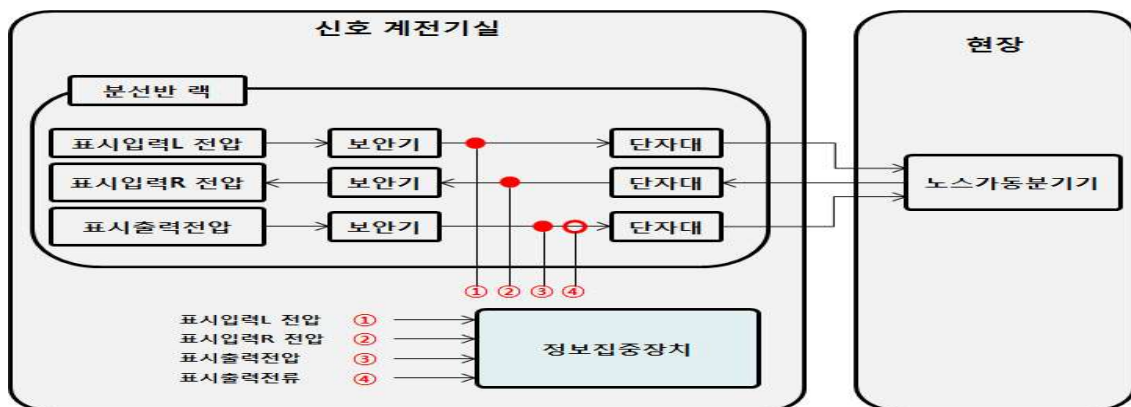 신호 계전기실
현장
분선반 랙
표시입력L 전압
보안기
단자대
표시입력R 전압
보안기
단자대
노스가동분기기
표시출력전압
보안기
단자대
① ② ③ ④
표시입력L 전압 ①
표시입력R 전압 ②
표시출력전압 ③
표시출력전류 ④
정보집중장치